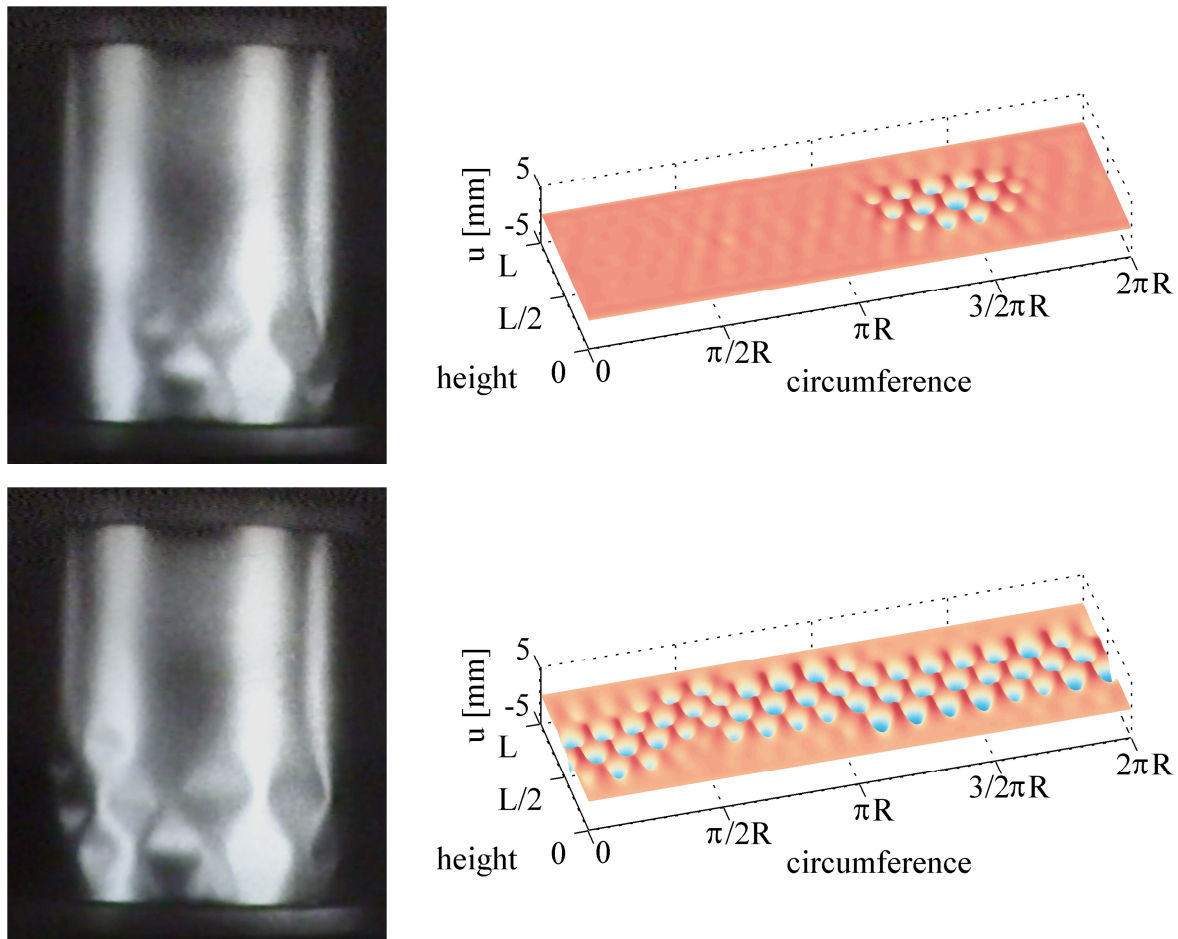 5
-5
u [mm]
L
L/2
0
height
0
π/2R
πR
3/2πR
2πR
circumference
5
-5
u [mm]
L
L/2
0
height
0
π/2R
πR
3/2πR
2πR
circumference